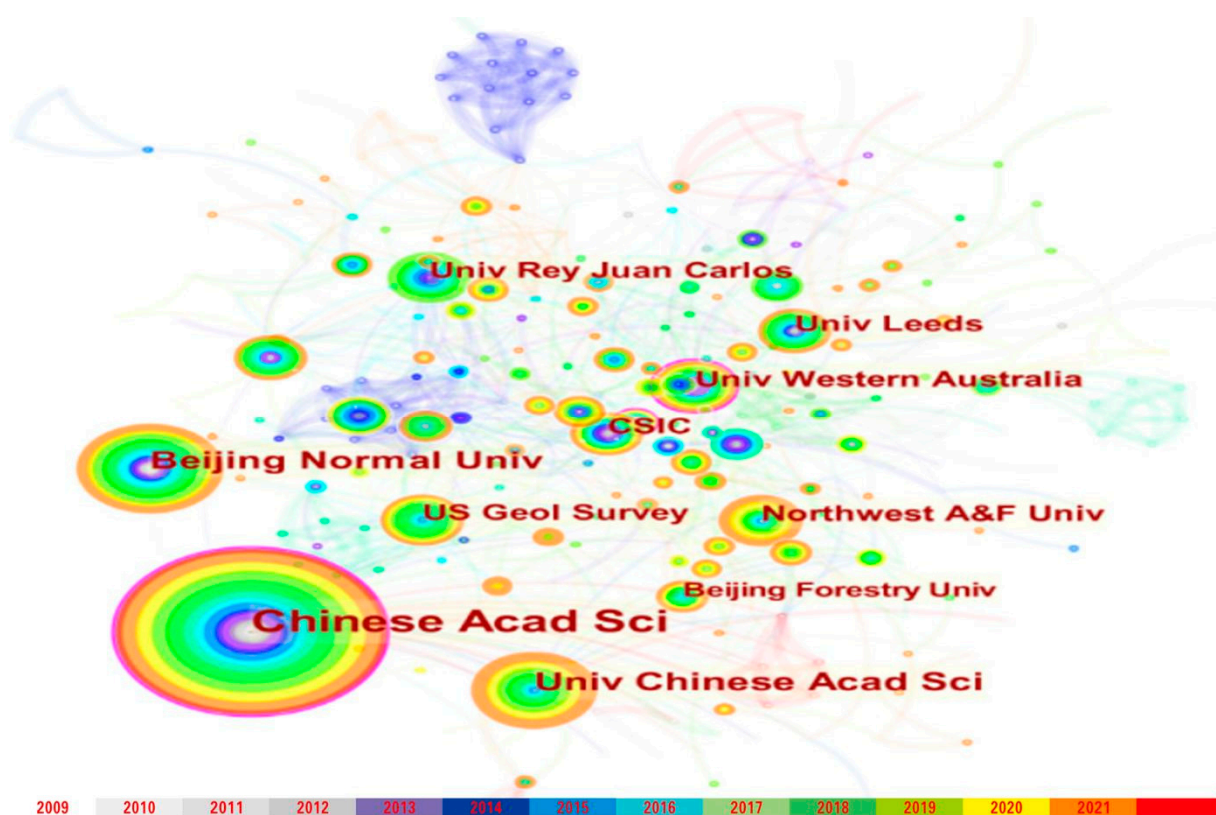 Univ Rey Juan Carlos
Univ Leeds
Univ Western Australia
CSIC
Beijing Normal Univ
US Geol Survey
Northwest A&F Univ
Beijing Forestry Univ
Chinese Acad Sci
Univ Chinese Acad Sci
2009 2010 2011 2012 2013 2014 2015 2016 2017 2018 2019 2020 2021